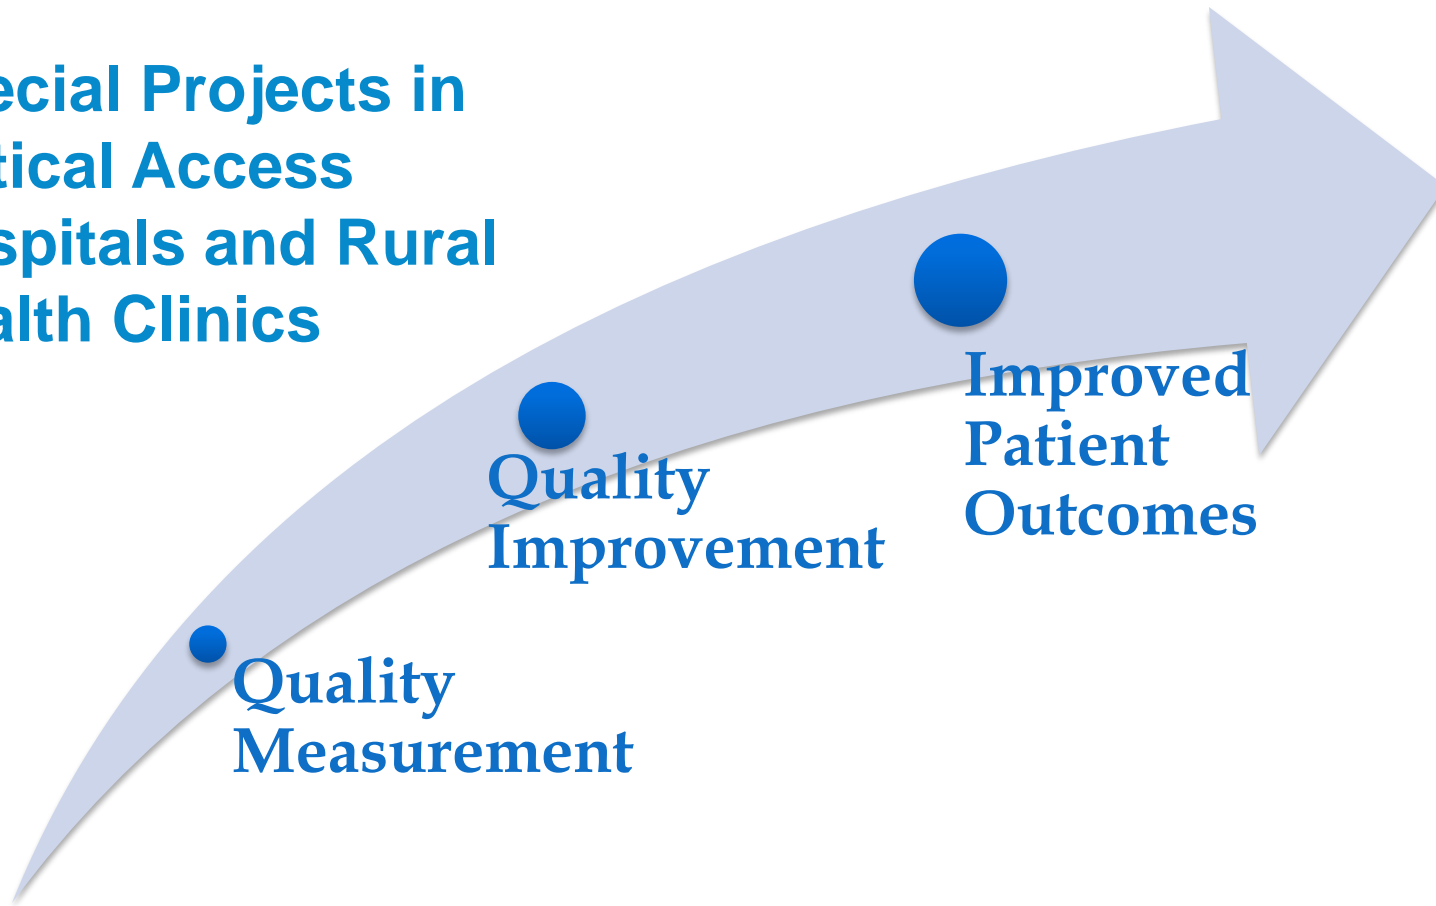 ecial Projects in
tical Access
spitals and Rural
alth Clinics
Improved
Patient
Outcomes
Quality
Improvement
Quality
Measurement